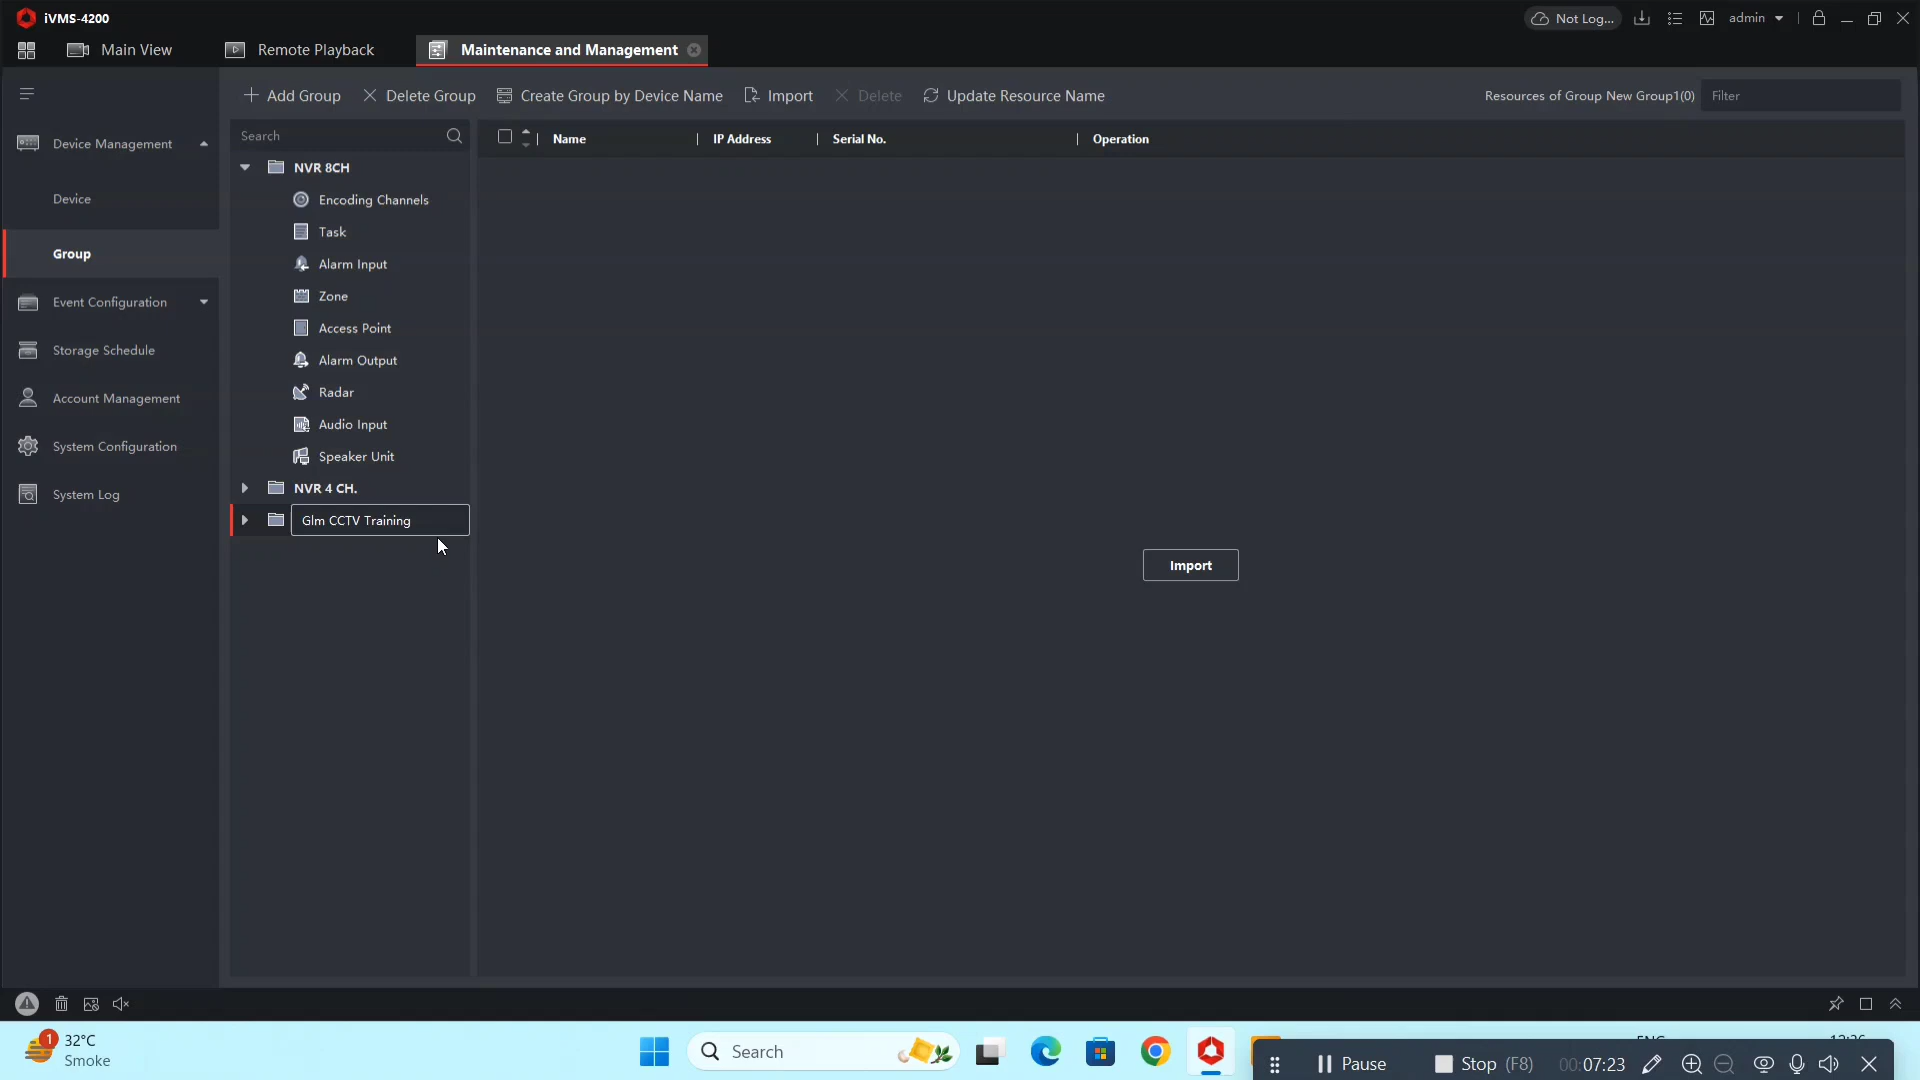 iVMS-4200
Not Log...
admin
Main View
Remote Playback
Maintenance and Management
Add Group
Delete Group
Create Group by Device Name
Import
Delete
Update Resource Name
Resources of Group New Group1(0)
Filter
Device Management
Device
Group
Event Configuration
Storage Schedule
Account Management
System Configuration
System Log
Search
NVR 8CH
Encoding Channels
Task
Alarm Input
Zone
Access Point
Alarm Output
Radar
Audio Input
Speaker Unit
NVR 4 CH.
Glm CCTV Training
Name
IP Address
Serial No.
Operation
Import
1
32°C
Smoke
Search
Pause
Stop (F8)
00:07:23